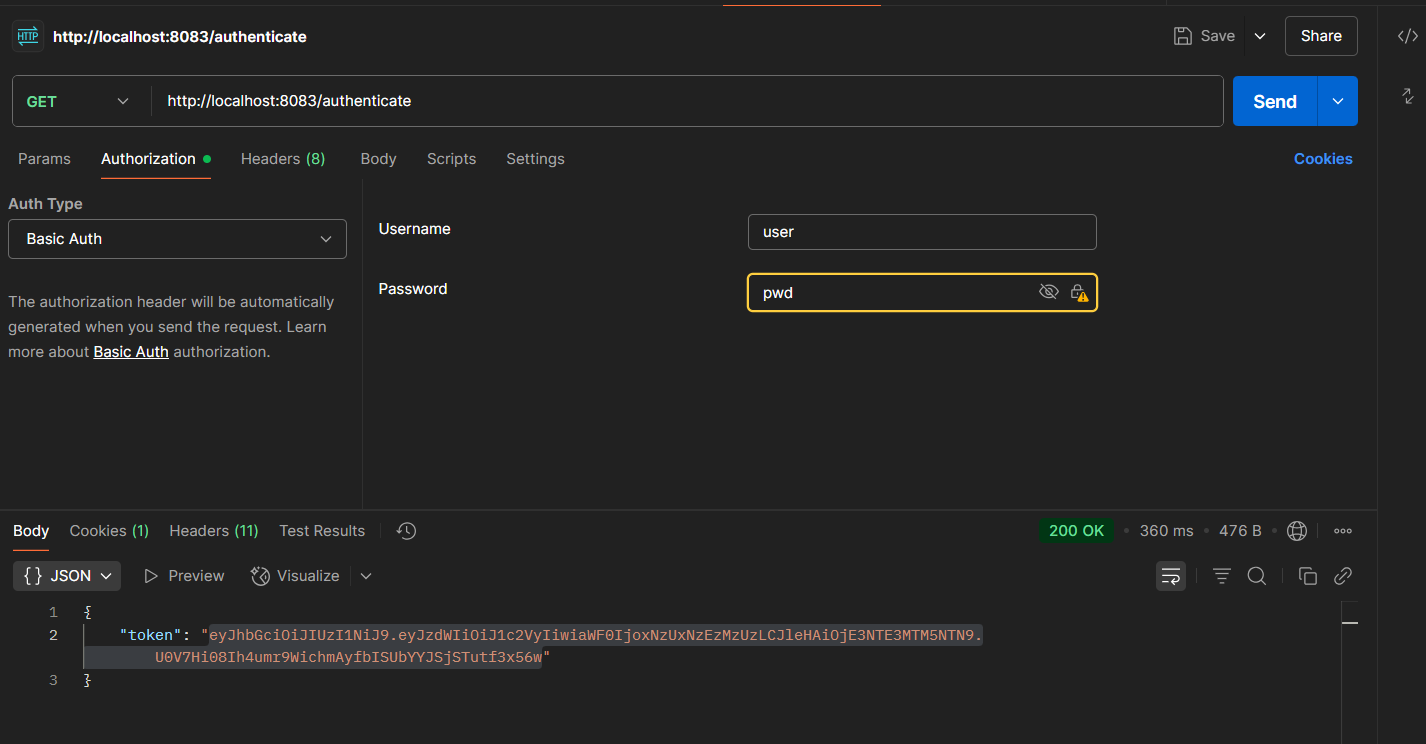 HTTP http://localhost:8083/authenticate Save Share
GET http://localhost:8083/authenticate Send
Params Authorization Headers (8) Body Scripts Settings Cookies
Auth Type
Basic Auth
The authorization header will be automatically
generated when you send the request. Learn
more about Basic Auth authorization.
Username user
Password pwd
Body Cookies (1) Headers (11) Test Results 200 OK • 360 ms • 476 B •
{} JSON Preview Visualize
1 {
2 "token": "eyJhbGciOiJIUzI1NiJ9.eyJzdWIiOiJ1c2VyIiwiaWF0IjoxNzUxNzEzMzUzLCJleHAiOjE3NTE3MTM5NTN9.
U0V7Hi08Ih4umr9WichmAyfbISUbYYJSjSTutf3x56w"
3 }